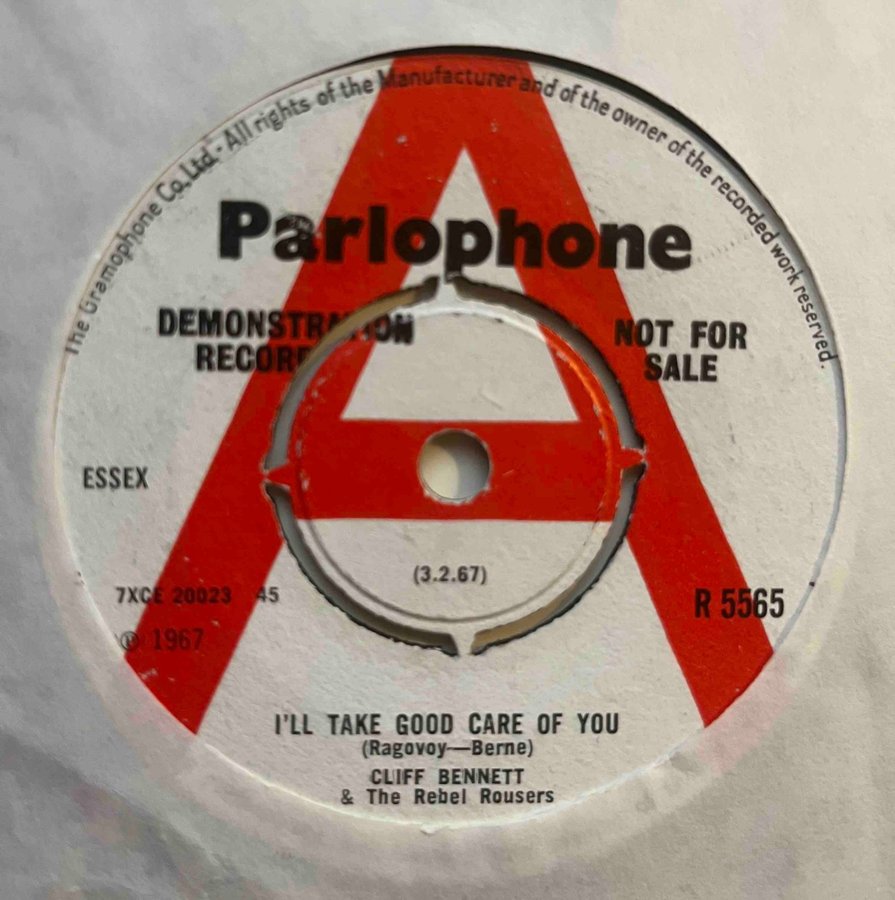 The Gramophone Co. Ltd. · All rights of the Manufacturer and of the owner of the recorded work reserved.
Parlophone
DEMONSTRATION
RECORD
NOT FOR
SALE
ESSEX
(3.2.67)
7XCE 20023 45
R 5565
℗ 1967
I'LL TAKE GOOD CARE OF YOU
(Ragovoy—Berne)
CLIFF BENNETT
& The Rebel Rousers